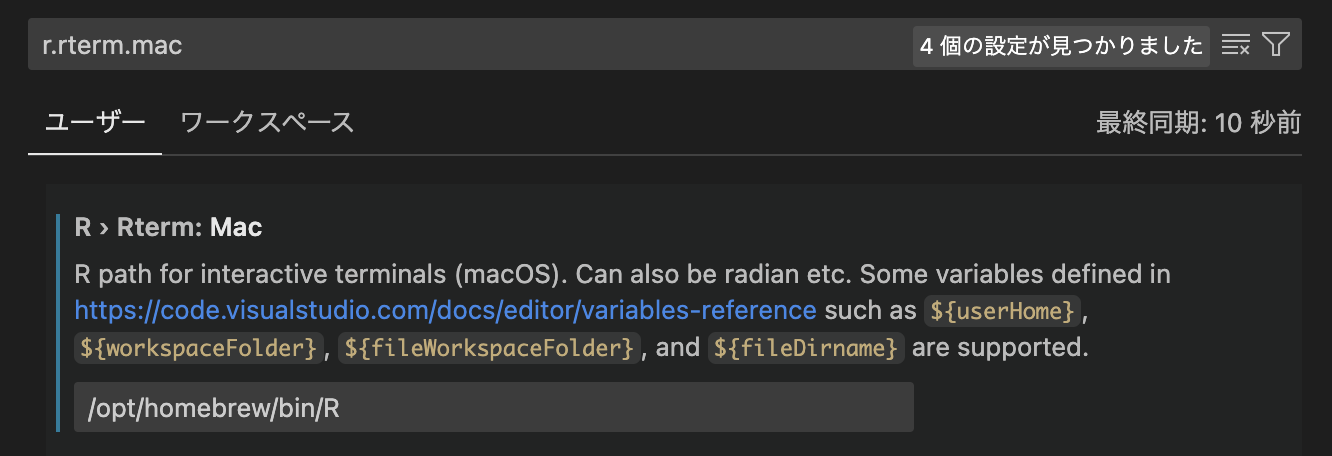 r.rterm.mac 4 個の設定が見つかりました
ユーザー ワークスペース 最終同期: 10 秒前
R › Rterm: Mac
R path for interactive terminals (macOS). Can also be radian etc. Some variables defined in
https://code.visualstudio.com/docs/editor/variables-reference such as ${userHome},
${workspaceFolder}, ${fileWorkspaceFolder}, and ${fileDirname} are supported.
/opt/homebrew/bin/R